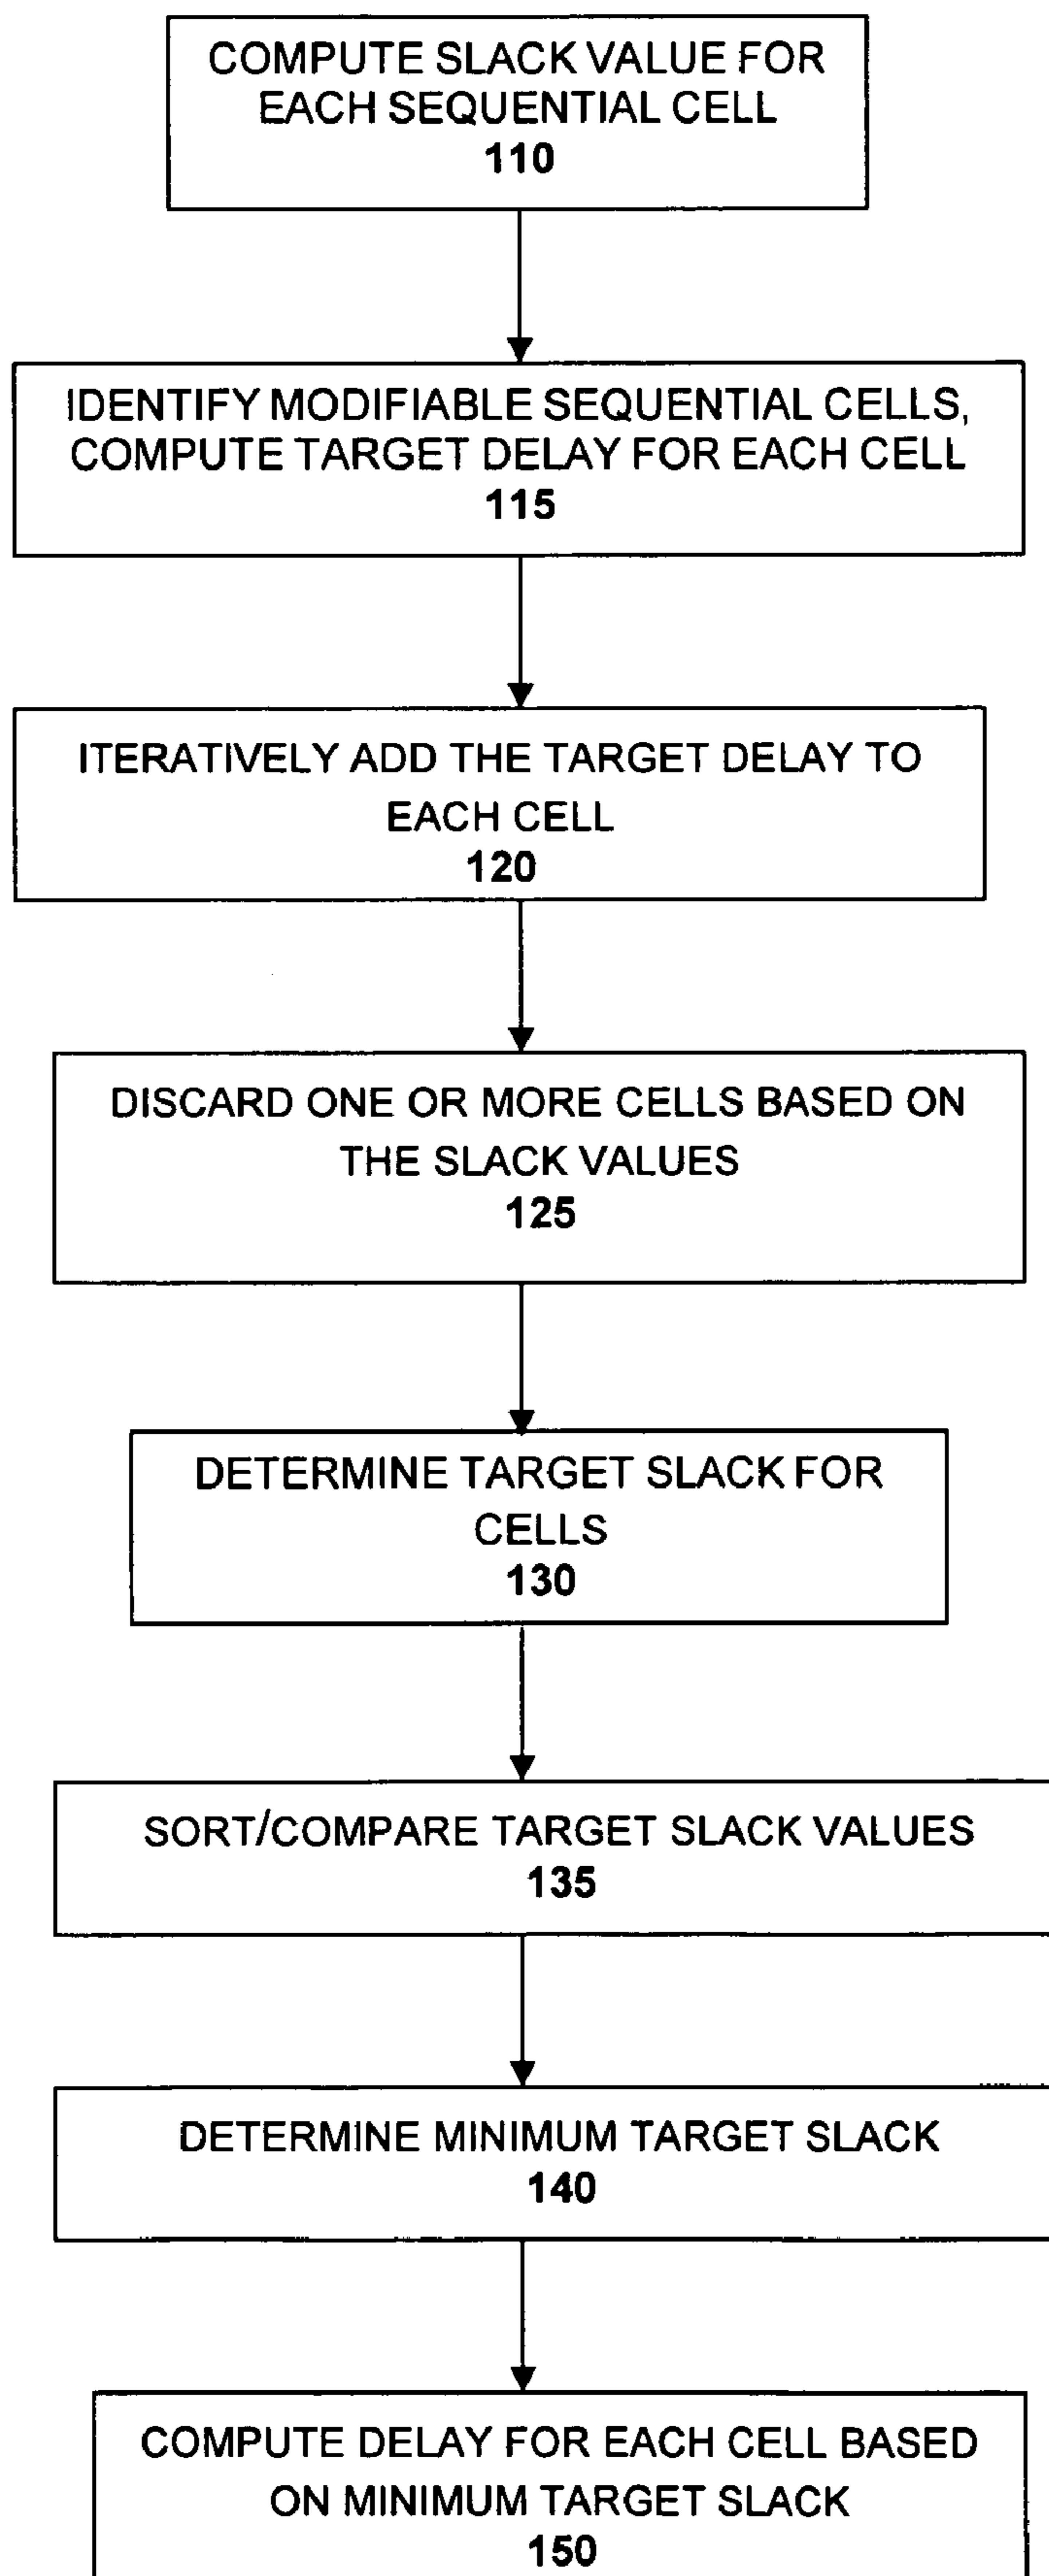 COMPUTE SLACK VALUE FOR
EACH SEQUENTIAL CELL
110
IDENTIFY MODIFIABLE SEQUENTIAL CELLS,
COMPUTE TARGET DELAY FOR EACH CELL
115
ITERATIVELY ADD THE TARGET DELAY TO
EACH CELL
120
DISCARD ONE OR MORE CELLS BASED ON
THE SLACK VALUES
125
DETERMINE TARGET SLACK FOR
CELLS
130
SORT/COMPARE TARGET SLACK VALUES
135
DETERMINE MINIMUM TARGET SLACK
140
COMPUTE DELAY FOR EACH CELL BASED
ON MINIMUM TARGET SLACK
150